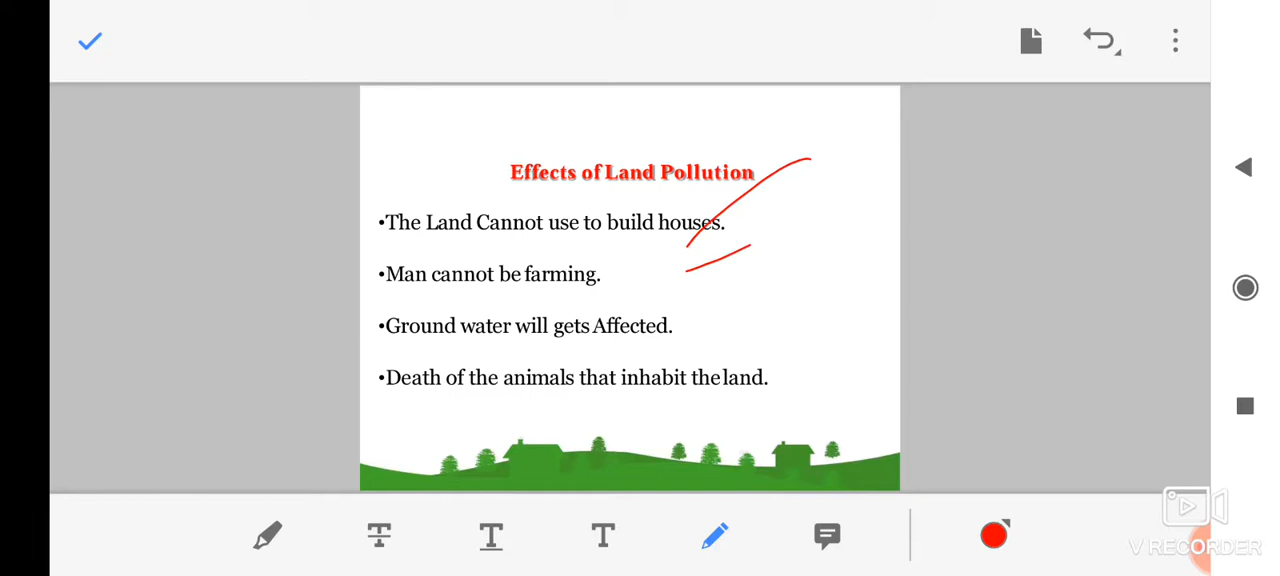 Effects of Land Pollution
•The Land Cannot use to build houses.
•Man cannot be farming.
•Ground water will gets Affected.
•Death of the animals that inhabit the land.
T
T
T
V RECORDER